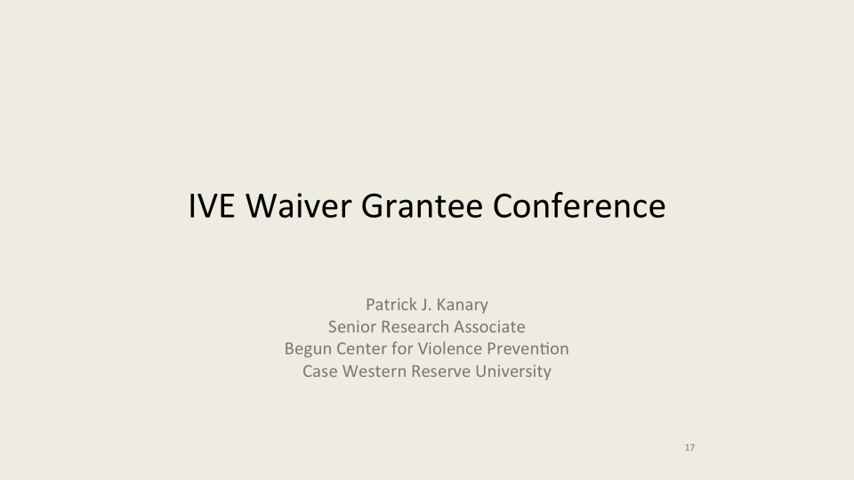 IVE Waiver Grantee Conference
Patrick J. Kanary
Senior Research Associate
Begun Center for Violence Prevention
Case Western Reserve University
17